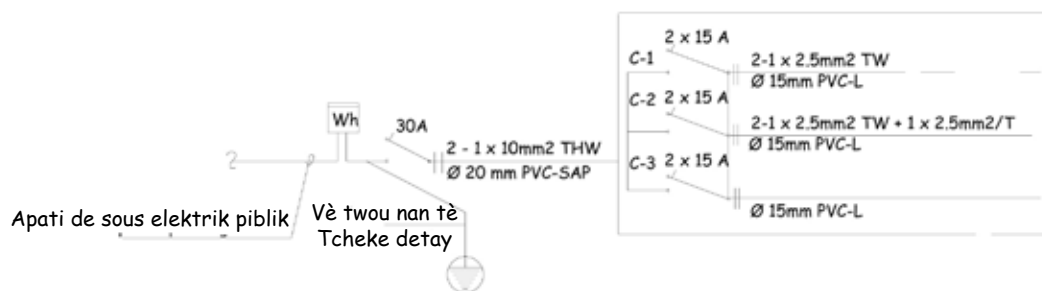 2 x 15 A
C-1
2-1 x 2,5mm2 TW
Ø 15mm PVC-L
C-2
2 x 15 A
Wh
30A
2-1 x 2,5mm2 TW + 1 x 2,5mm2/T
Ø 15mm PVC-L
2 - 1 x 10mm2 THW
C-3
2 x 15 A
Ø 20 mm PVC-SAP
Ø 15mm PVC-L
Apati de sous elektrik piblik
Vè twou nan tè
Tcheke detay